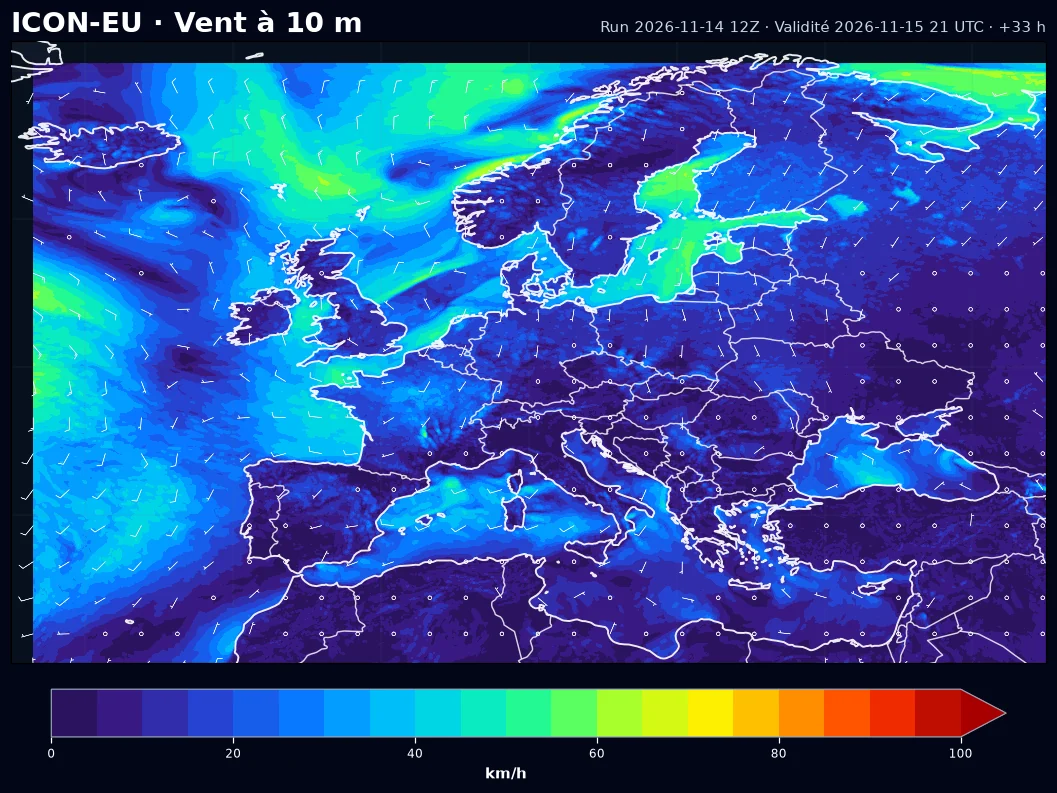 ICON-EU · Vent à 10 m
Run 2026-11-14 12Z · Validité 2026-11-15 21 UTC · +33 h
0 20 40 60 80 100
km/h